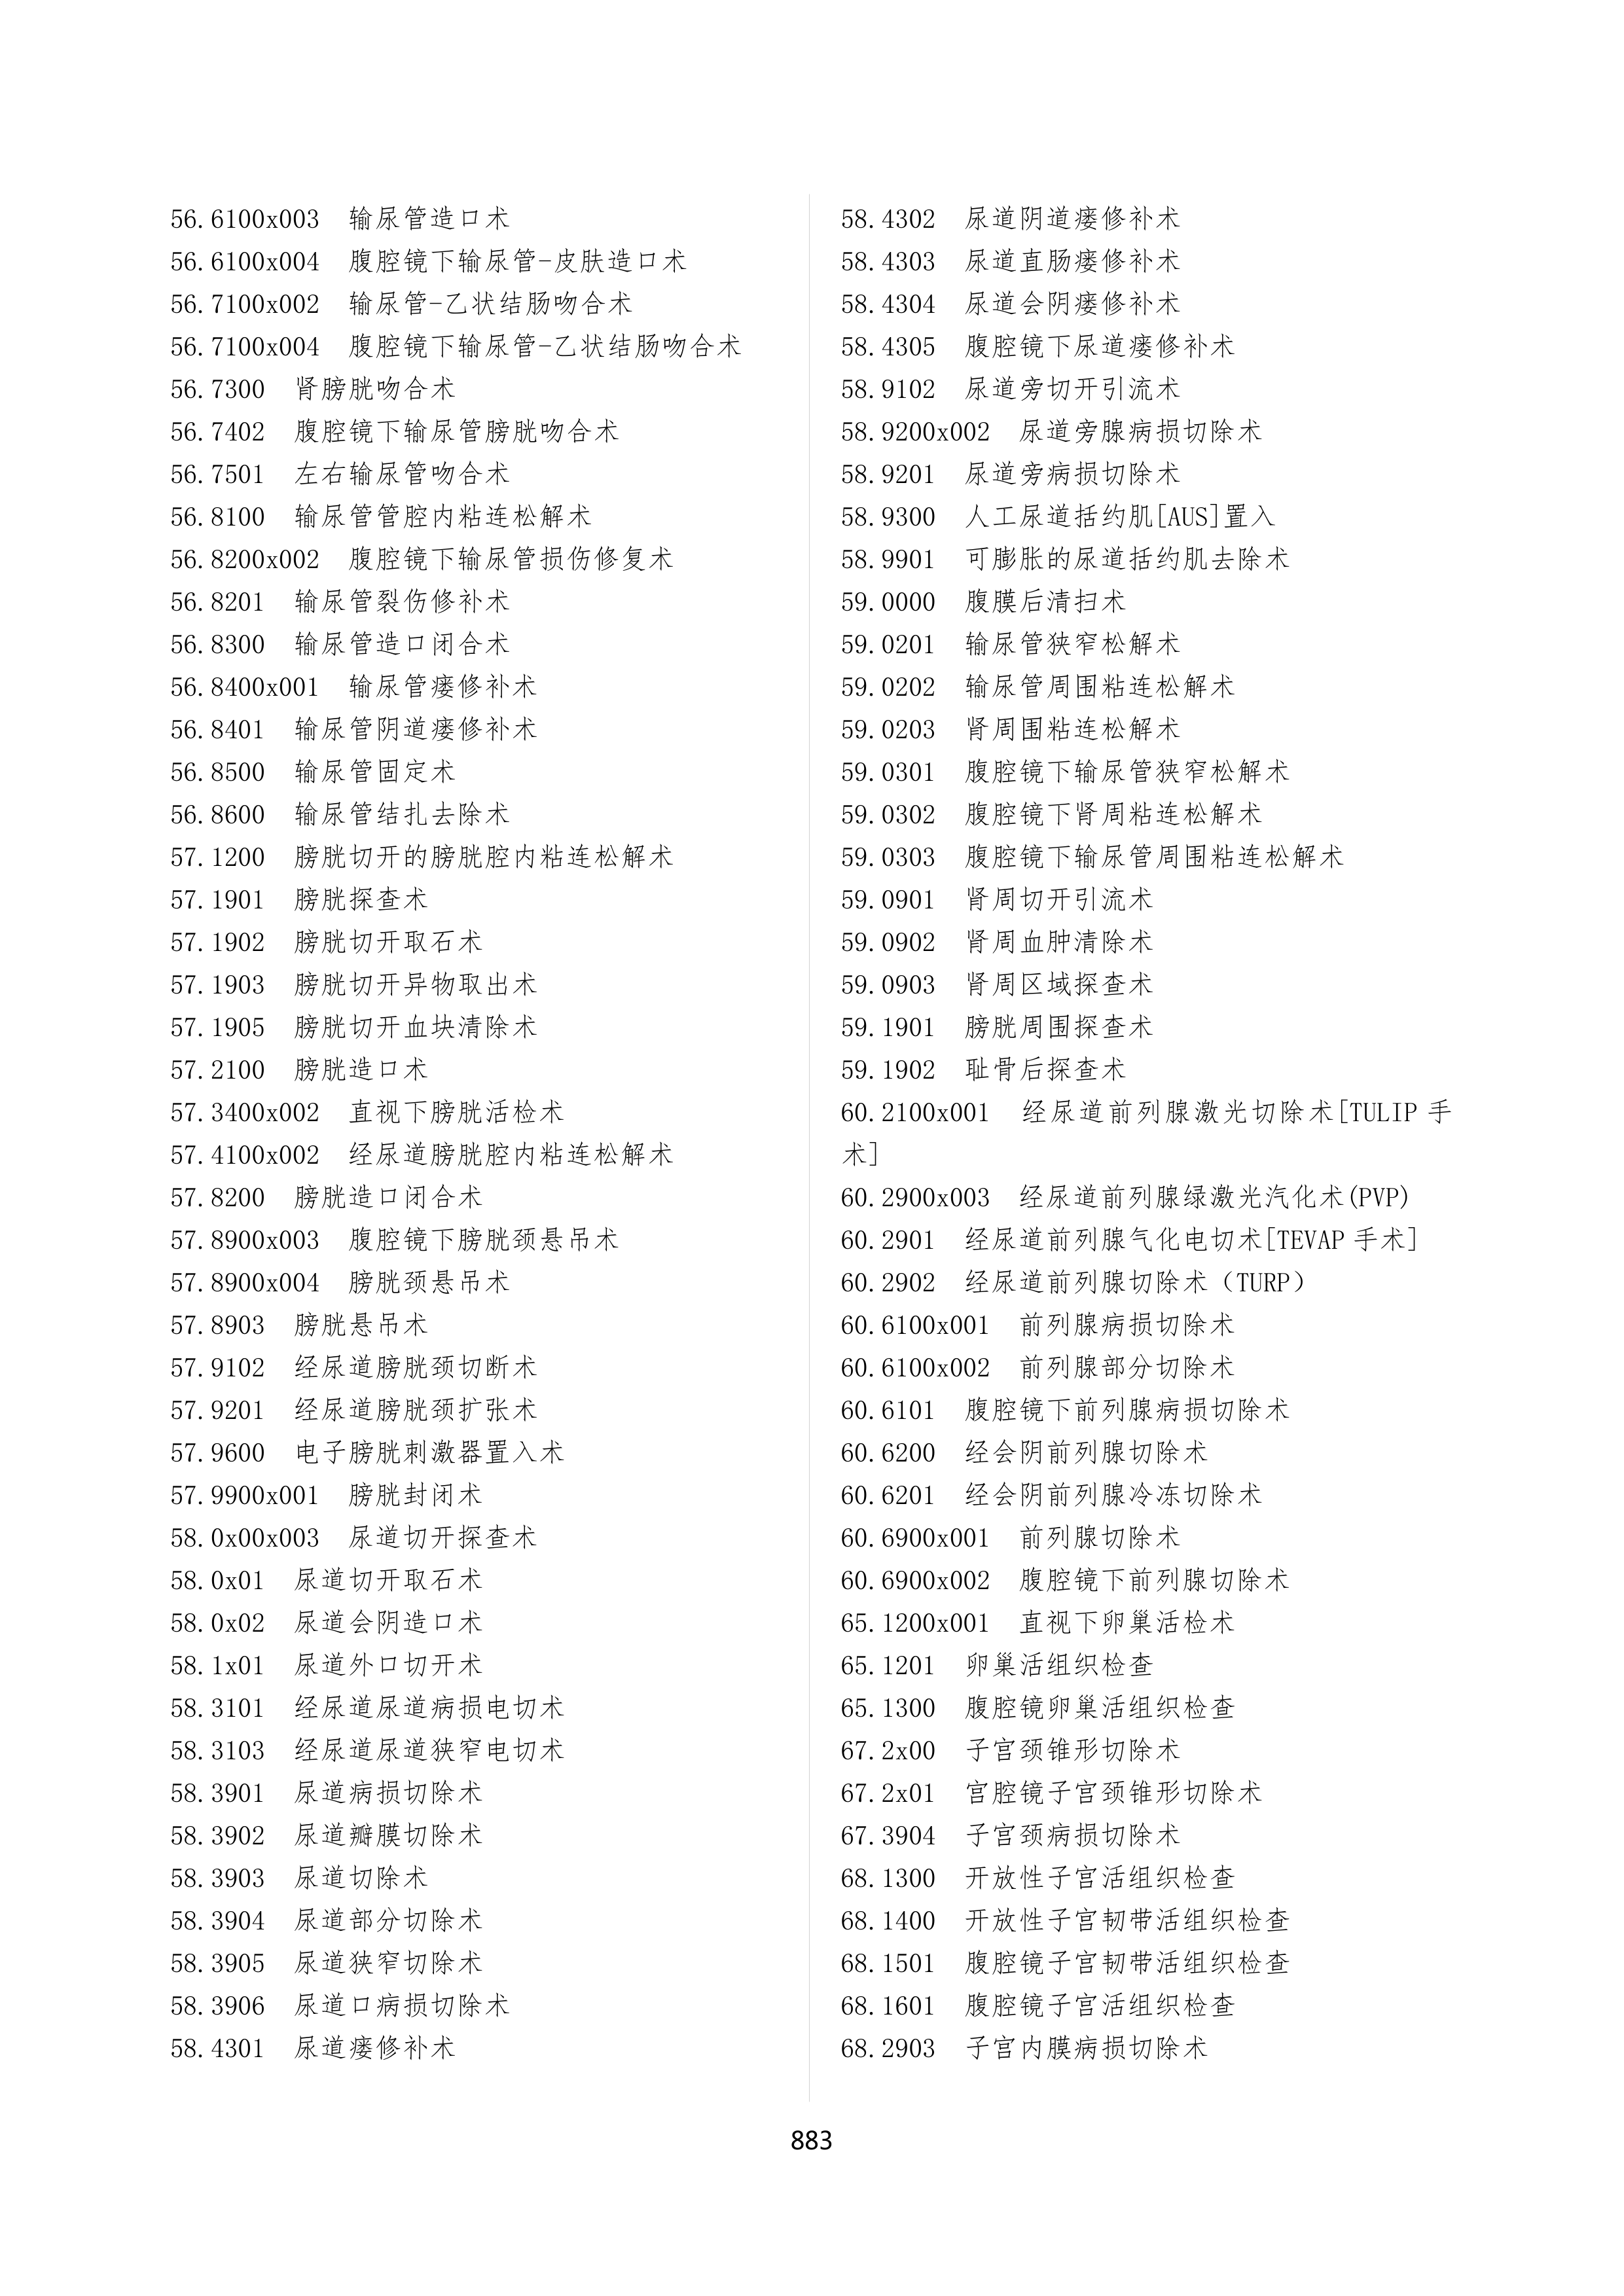 56.6100x003 输尿管造口术
56.6100x004 腹腔镜下输尿管-皮肤造口术
56.7100x002 输尿管-乙状结肠吻合术
56.7100x004 腹腔镜下输尿管-乙状结肠吻合术
56.7300 肾膀胱吻合术
56.7402 腹腔镜下输尿管膀胱吻合术
56.7501 左右输尿管吻合术
56.8100 输尿管管腔内粘连松解术
56.8200x002 腹腔镜下输尿管损伤修复术
56.8201 输尿管裂伤修补术
56.8300 输尿管造口闭合术
56.8400x001 输尿管瘘修补术
56.8401 输尿管阴道瘘修补术
56.8500 输尿管固定术
56.8600 输尿管结扎去除术
57.1200 膀胱切开的膀胱腔内粘连松解术
57.1901 膀胱探查术
57.1902 膀胱切开取石术
57.1903 膀胱切开异物取出术
57.1905 膀胱切开血块清除术
57.2100 膀胱造口术
57.3400x002 直视下膀胱活检术
57.4100x002 经尿道膀胱腔内粘连松解术
57.8200 膀胱造口闭合术
57.8900x003 腹腔镜下膀胱颈悬吊术
57.8900x004 膀胱颈悬吊术
57.8903 膀胱悬吊术
57.9102 经尿道膀胱颈切断术
57.9201 经尿道膀胱颈扩张术
57.9600 电子膀胱刺激器置入术
57.9900x001 膀胱封闭术
58.0x00x003 尿道切开探查术
58.0x01 尿道切开取石术
58.0x02 尿道会阴造口术
58.1x01 尿道外口切开术
58.3101 经尿道尿道病损电切术
58.3103 经尿道尿道狭窄电切术
58.3901 尿道病损切除术
58.3902 尿道瓣膜切除术
58.3903 尿道切除术
58.3904 尿道部分切除术
58.3905 尿道狭窄切除术
58.3906 尿道口病损切除术
58.4301 尿道瘘修补术
58.4302 尿道阴道瘘修补术
58.4303 尿道直肠瘘修补术
58.4304 尿道会阴瘘修补术
58.4305 腹腔镜下尿道瘘修补术
58.9102 尿道旁切开引流术
58.9200x002 尿道旁腺病损切除术
58.9201 尿道旁病损切除术
58.9300 人工尿道括约肌[AUS]置入
58.9901 可膨胀的尿道括约肌去除术
59.0000 腹膜后清扫术
59.0201 输尿管狭窄松解术
59.0202 输尿管周围粘连松解术
59.0203 肾周围粘连松解术
59.0301 腹腔镜下输尿管狭窄松解术
59.0302 腹腔镜下肾周粘连松解术
59.0303 腹腔镜下输尿管周围粘连松解术
59.0901 肾周切开引流术
59.0902 肾周血肿清除术
59.0903 肾周区域探查术
59.1901 膀胱周围探查术
59.1902 耻骨后探查术
60.2100x001 经尿道前列腺激光切除术[TULIP 手
术]
60.2900x003 经尿道前列腺绿激光汽化术(PVP)
60.2901 经尿道前列腺气化电切术[TEVAP 手术]
60.2902 经尿道前列腺切除术（TURP）
60.6100x001 前列腺病损切除术
60.6100x002 前列腺部分切除术
60.6101 腹腔镜下前列腺病损切除术
60.6200 经会阴前列腺切除术
60.6201 经会阴前列腺冷冻切除术
60.6900x001 前列腺切除术
60.6900x002 腹腔镜下前列腺切除术
65.1200x001 直视下卵巢活检术
65.1201 卵巢活组织检查
65.1300 腹腔镜卵巢活组织检查
67.2x00 子宫颈锥形切除术
67.2x01 宫腔镜子宫颈锥形切除术
67.3904 子宫颈病损切除术
68.1300 开放性子宫活组织检查
68.1400 开放性子宫韧带活组织检查
68.1501 腹腔镜子宫韧带活组织检查
68.1601 腹腔镜子宫活组织检查
68.2903 子宫内膜病损切除术
883